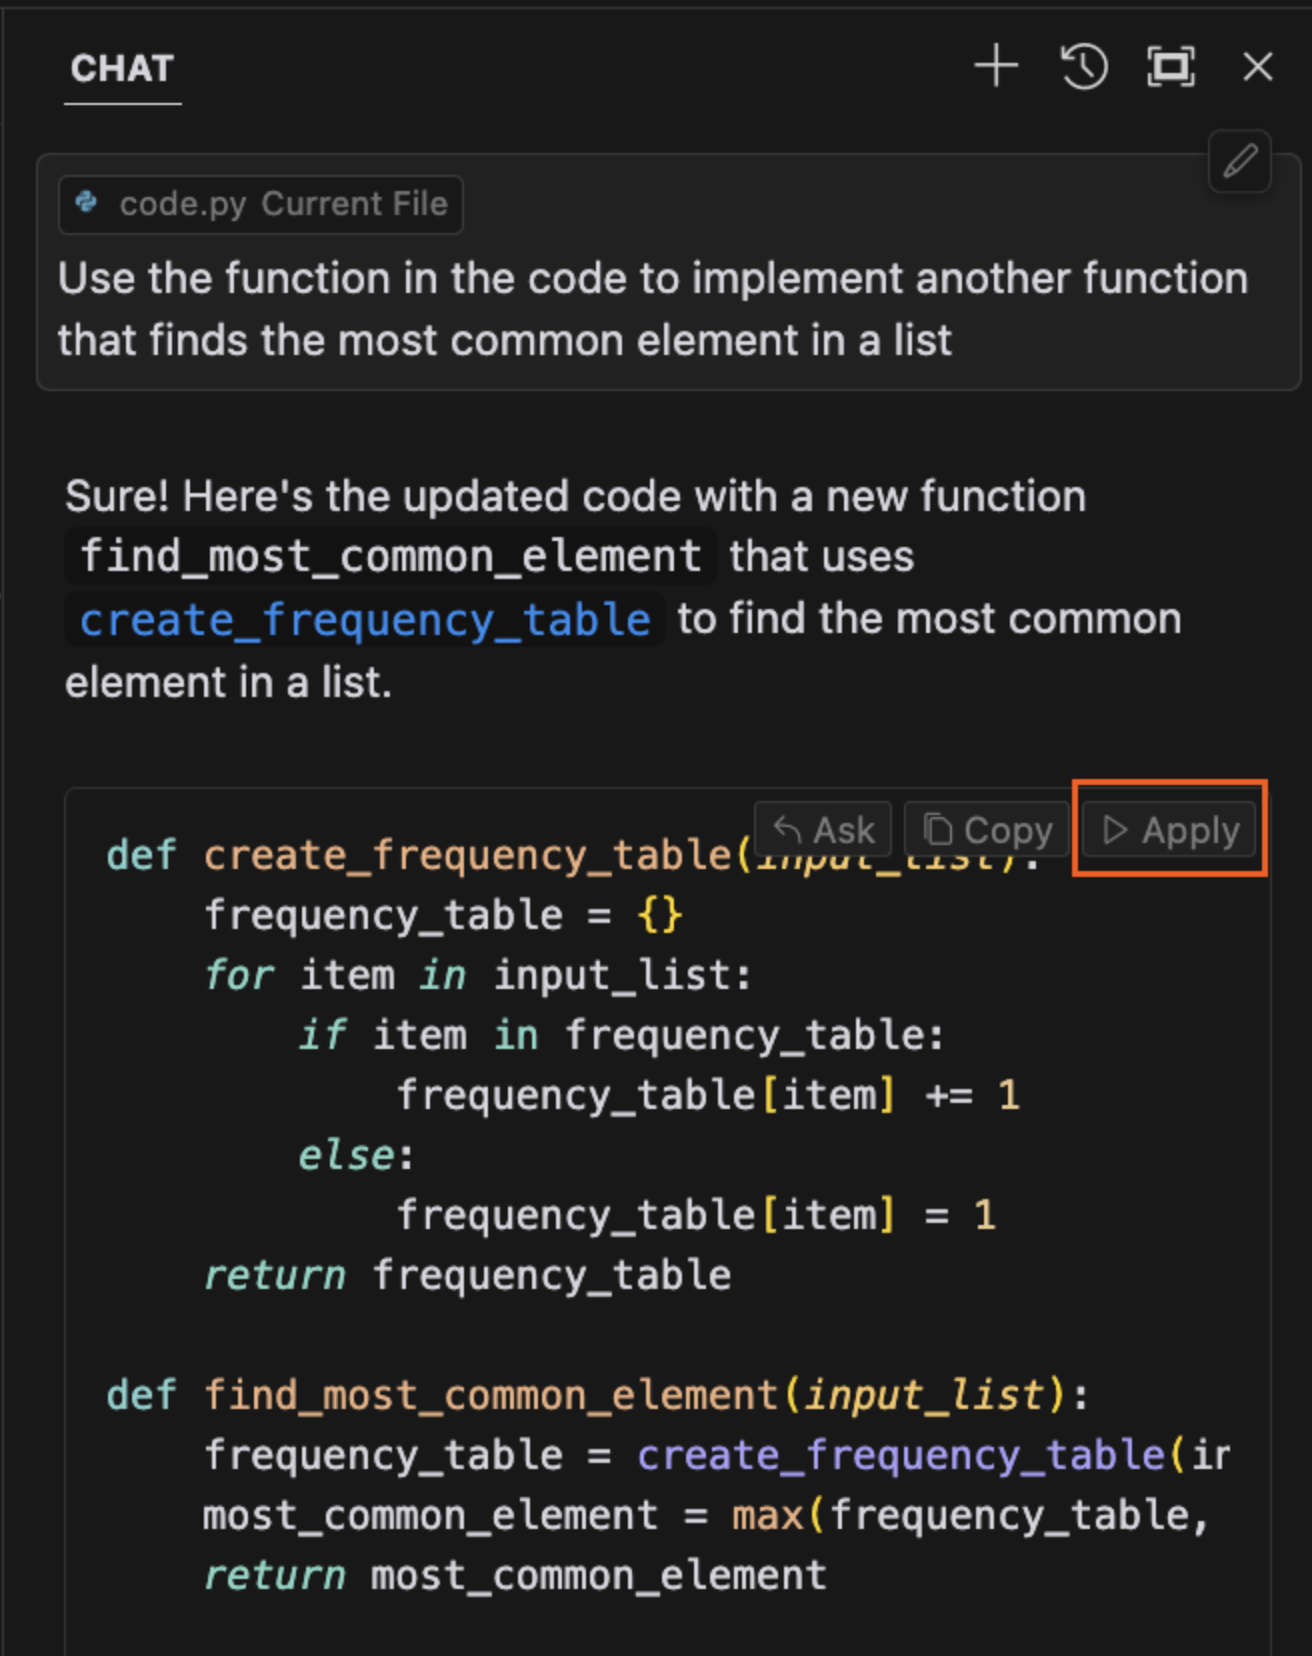 CHAT
code.py Current File
Use the function in the code to implement another function
that finds the most common element in a list
Sure! Here's the updated code with a new function
find_most_common_element that uses
create_frequency_table to find the most common
element in a list.
Ask Copy Apply
def create_frequency_table(input_list):
    frequency_table = {}
    for item in input_list:
        if item in frequency_table:
            frequency_table[item] += 1
        else:
            frequency_table[item] = 1
    return frequency_table
def find_most_common_element(input_list):
    frequency_table = create_frequency_table(
    most_common_element = max(frequency_table,
    return most_common_element